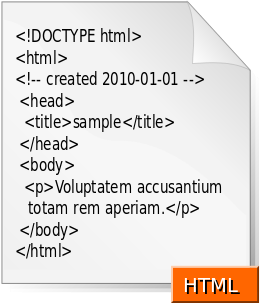 <!DOCTYPE html>
<html>
<!-- created 2010-01-01 -->
<head>
<title>sample</title>
</head>
<body>
<p>Voluptatem accusantium
totam rem aperiam.</p>
</body>
</html>
HTML